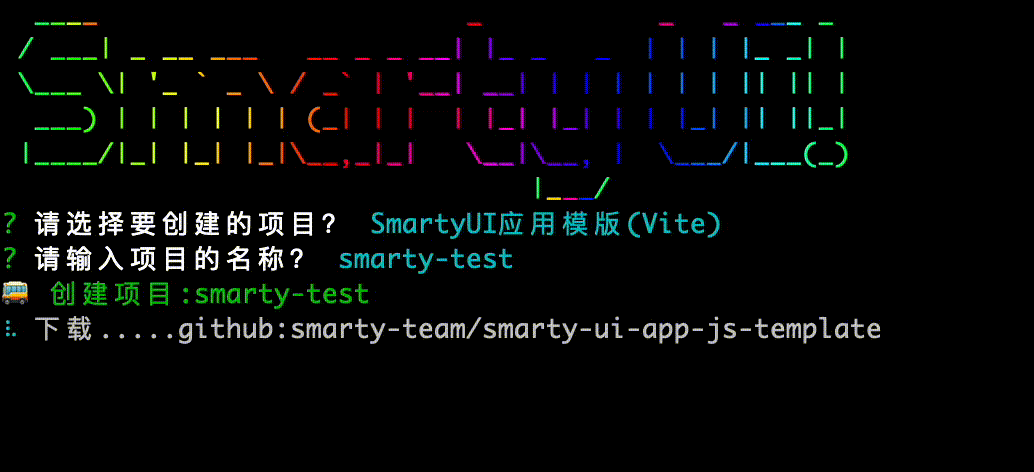 Smarty UI!
? 请选择要创建的项目? SmartyUI应用模版(Vite)
? 请输入项目的名称? smarty-test
创建项目:smarty-test
下载.....github:smarty-team/smarty-ui-app-js-template